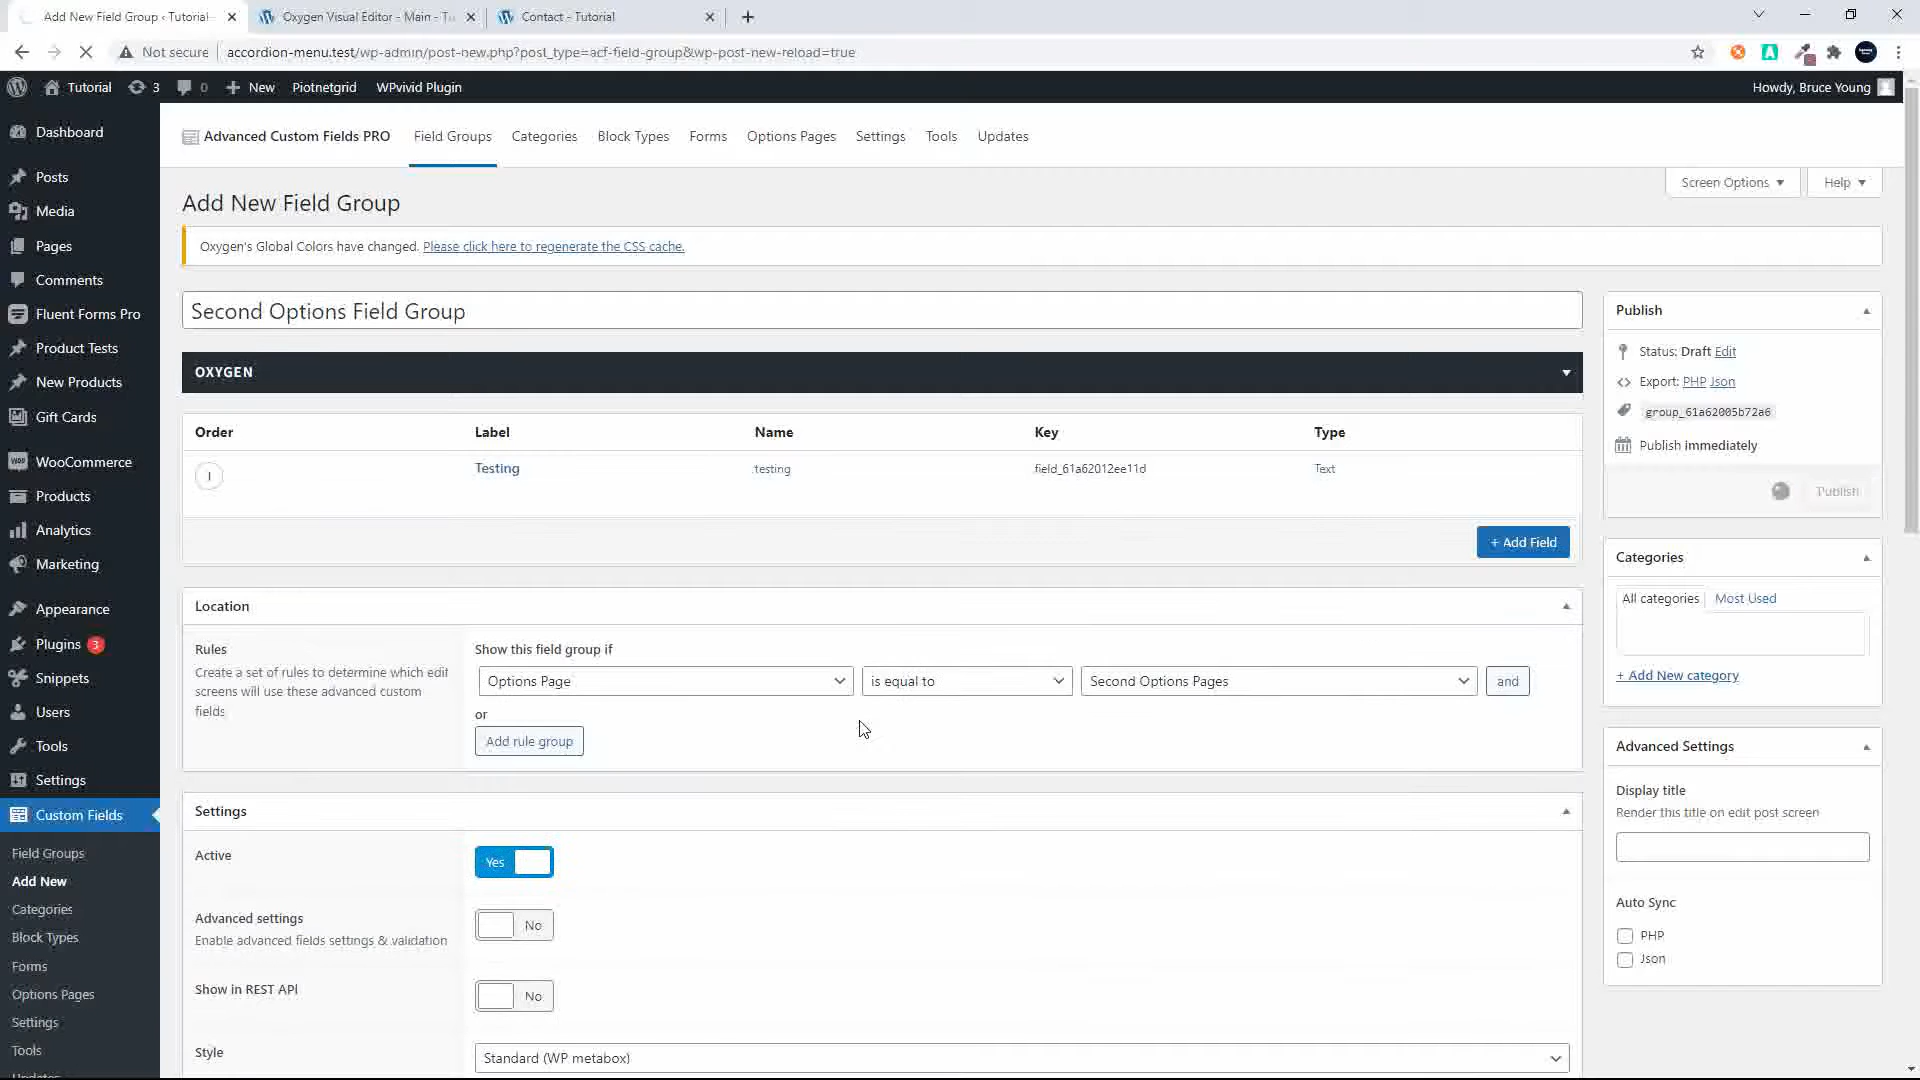 Add New Field Group ‹ Tutorial
Oxygen Visual Editor - Main - Tu
Contact - Tutorial
Not secure
accordion-menu.test/wp-admin/post-new.php?post_type=acf-field-group&wp-post-new-reload=true
Tutorial
3
0
New
Piotnetgrid
WPvivid Plugin
Howdy, Bruce Young
Dashboard
Posts
Media
Pages
Comments
Fluent Forms Pro
Product Tests
New Products
Gift Cards
WooCommerce
Products
Analytics
Marketing
Appearance
Plugins 3
Snippets
Users
Tools
Settings
Custom Fields
Field Groups
Add New
Categories
Block Types
Forms
Options Pages
Settings
Tools
Advanced Custom Fields PRO
Field Groups
Categories
Block Types
Forms
Options Pages
Settings
Tools
Updates
Screen Options
Help
Add New Field Group
Oxygen's Global Colors have changed. Please click here to regenerate the CSS cache.
Second Options Field Group
OXYGEN
Order Label Name Key Type
1 Testing testing field_61a62012ee11d Text
+ Add Field
Location
Rules
Create a set of rules to determine which edit
screens will use these advanced custom
fields
Show this field group if
Options Page is equal to Second Options Pages and
or
Add rule group
Settings
Active
Yes
Advanced settings
Enable advanced fields settings & validation
No
Show in REST API
No
Style
Standard (WP metabox)
Publish
Status: Draft Edit
Export: PHP Json
group_61a62005b72a6
Publish immediately
Publish
Categories
All categories
Most Used
+ Add New category
Advanced Settings
Display title
Render this title on edit post screen
Auto Sync
PHP
Json